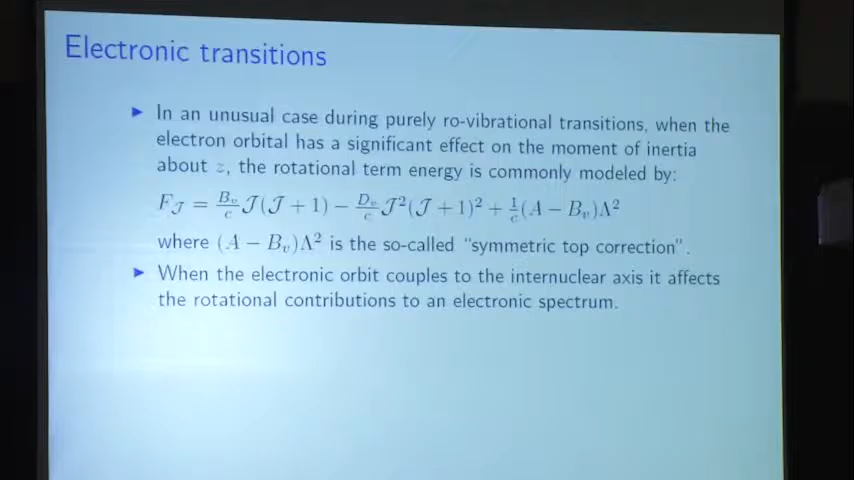 Electronic transitions
► In an unusual case during purely ro-vibrational transitions, when the
electron orbital has a significant effect on the moment of inertia
about z, the rotational term energy is commonly modeled by:
F_𝒥 = B_v/c 𝒥(𝒥 + 1) − D_v/c 𝒥²(𝒥 + 1)² + 1/c (A − B_v)Λ²
where (A − B_v)Λ² is the so-called "symmetric top correction".
► When the electronic orbit couples to the internuclear axis it affects
the rotational contributions to an electronic spectrum.